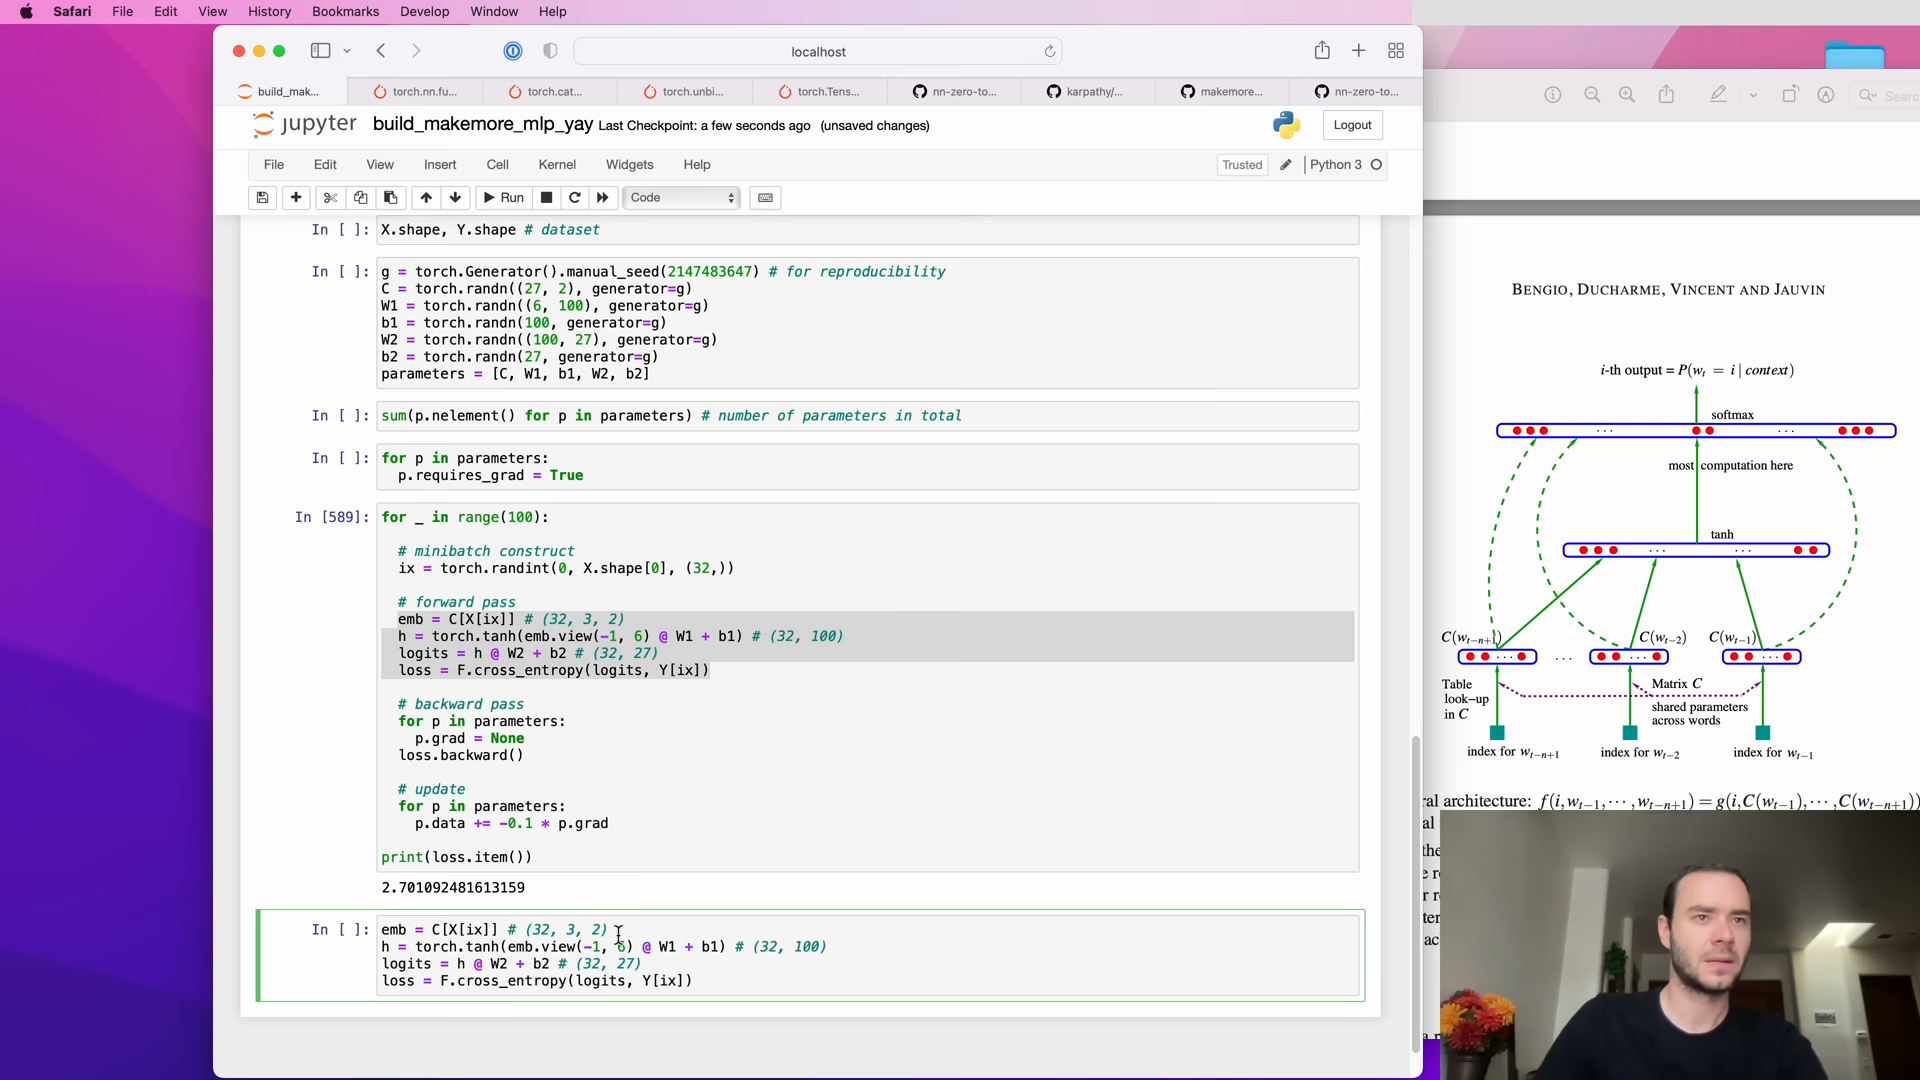 Safari File Edit View History Bookmarks Develop Window Help
localhost
build_mak... torch.nn.fu... torch.cat... torch.unbi... torch.Tens... nn-zero-to... karpathy/... makemore... nn-zero-to...
jupyter build_makemore_mlp_yay Last Checkpoint: a few seconds ago (unsaved changes) Logout
File Edit View Insert Cell Kernel Widgets Help Trusted Python 3
Run Code
In [ ]: X.shape, Y.shape # dataset
In [ ]: g = torch.Generator().manual_seed(2147483647) # for reproducibility
C = torch.randn((27, 2), generator=g)
W1 = torch.randn((6, 100), generator=g)
b1 = torch.randn(100, generator=g)
W2 = torch.randn((100, 27), generator=g)
b2 = torch.randn(27, generator=g)
parameters = [C, W1, b1, W2, b2]
In [ ]: sum(p.nelement() for p in parameters) # number of parameters in total
In [ ]: for p in parameters:
p.requires_grad = True
In [589]: for _ in range(100):
# minibatch construct
ix = torch.randint(0, X.shape[0], (32,))
# forward pass
emb = C[X[ix]] # (32, 3, 2)
h = torch.tanh(emb.view(-1, 6) @ W1 + b1) # (32, 100)
logits = h @ W2 + b2 # (32, 27)
loss = F.cross_entropy(logits, Y[ix])
# backward pass
for p in parameters:
p.grad = None
loss.backward()
# update
for p in parameters:
p.data += -0.1 * p.grad
print(loss.item())
2.701092481613159
In [ ]: emb = C[X[ix]] # (32, 3, 2)
h = torch.tanh(emb.view(-1, 6) @ W1 + b1) # (32, 100)
logits = h @ W2 + b2 # (32, 27)
loss = F.cross_entropy(logits, Y[ix])
Searc
BENGIO, DUCHARME, VINCENT AND JAUVIN
i-th output = P(w_t = i | context)
softmax
. . . . . .
most computation here
tanh
. . . . . .
C(w_{t−n+1}) C(w_{t−2}) C(w_{t−1})
. . . . . . . . . . . .
Table look−up in C
Matrix C
shared parameters
across words
index for w_{t−n+1} index for w_{t−2} index for w_{t−1}
ral architecture: f(i,w_{t−1},⋯,w_{t−n+1}) = g(i,C(w_{t−1}),⋯,C(w_{t−n+1}))
al
the